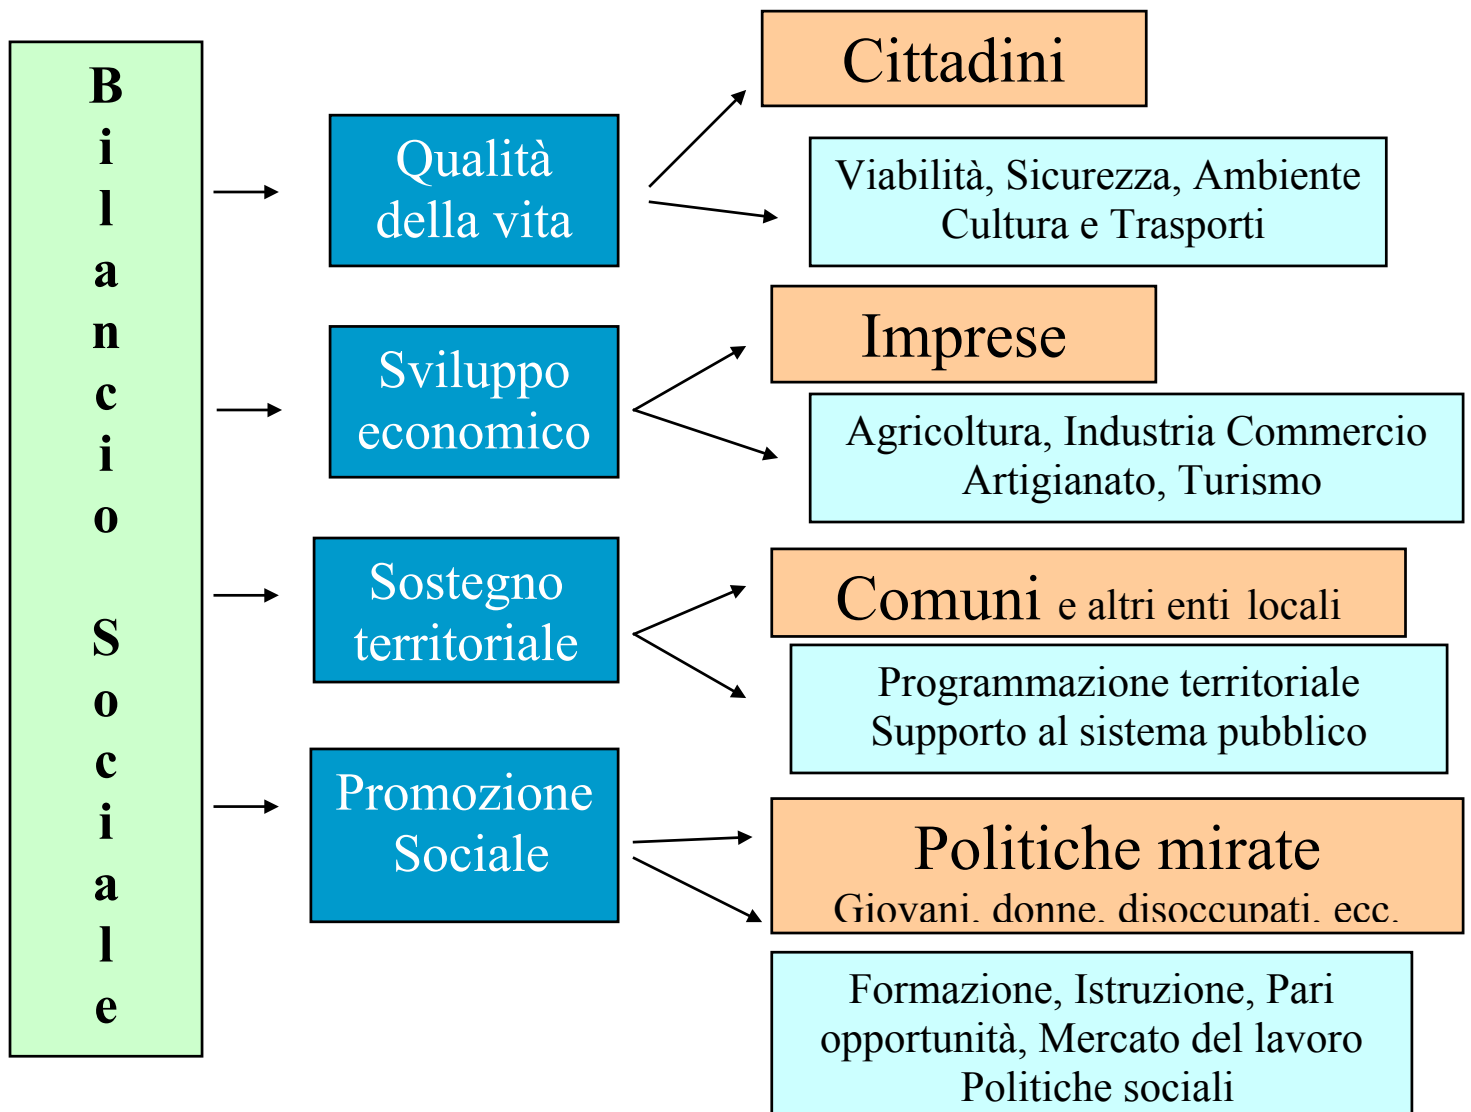 Bilancio Sociale
Qualità
della vita
Cittadini
Viabilità, Sicurezza, Ambiente
Cultura e Trasporti
Sviluppo
economico
Imprese
Agricoltura, Industria Commercio
Artigianato, Turismo
Sostegno
territoriale
Comuni e altri enti locali
Programmazione territoriale
Supporto al sistema pubblico
Promozione
Sociale
Politiche mirate
Giovani, donne, disoccupati, ecc.
Formazione, Istruzione, Pari
opportunità, Mercato del lavoro
Politiche sociali